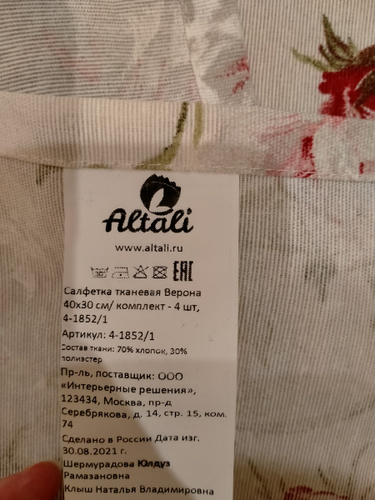 Altali
www.altali.ru
EAC
Салфетка тканевая Верона
40x30 см/ комплект - 4 шт,
4-1852/1
Артикул: 4-1852/1
Состав ткани: 70% хлопок, 30%
полиэстер
Пр-ль, поставщик: ООО
«Интерьерные решения»,
123434, Москва, пр-д
Серебрякова, д. 14, стр. 15, ком.
74
Сделано в России Дата изг.
30.08.2021 г.
Шермурадова Юлдуз
Рамазановна
Клыш Наталья Владимировна